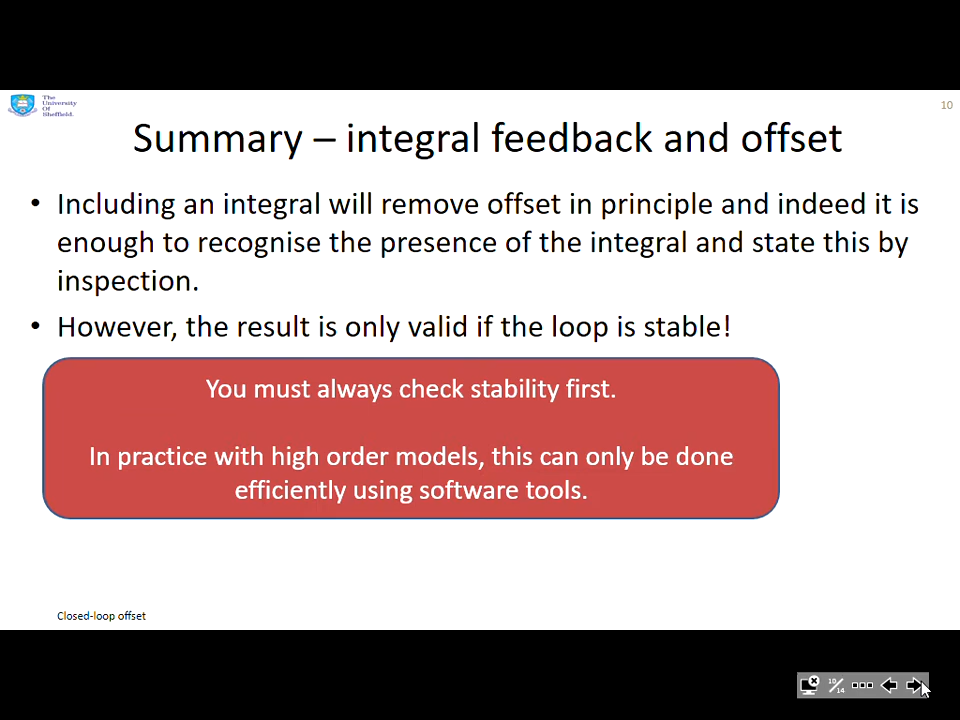 The
University
Of
Sheffield.
10
Summary – integral feedback and offset
• Including an integral will remove offset in principle and indeed it is
enough to recognise the presence of the integral and state this by
inspection.
• However, the result is only valid if the loop is stable!
You must always check stability first.
In practice with high order models, this can only be done
efficiently using software tools.
Closed-loop offset
10/14